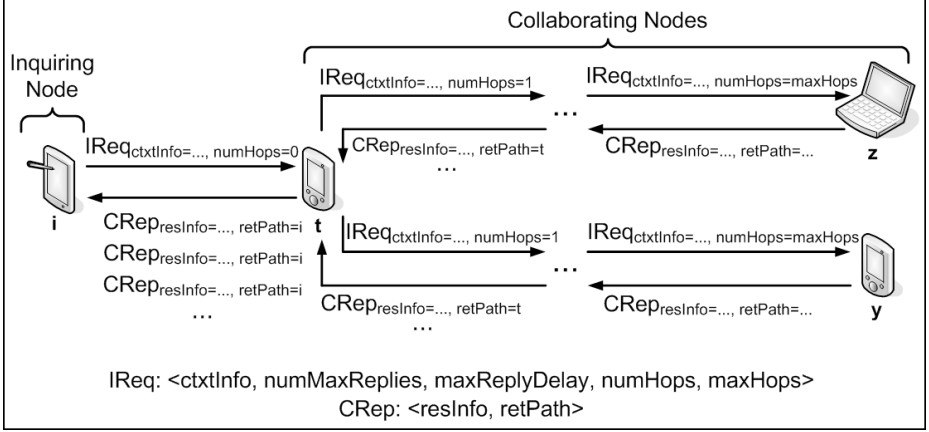 Collaborating Nodes
Inquiring
Node
IReqctxtInfo=..., numHops=1
...
IReqctxtInfo=..., numHops=maxHops
IReqctxtInfo=..., numHops=0
CRepresInfo=..., retPath=t
...
CRepresInfo=..., retPath=...
z
i
t
CRepresInfo=..., retPath=i
CRepresInfo=..., retPath=i
CRepresInfo=..., retPath=i
...
IReqctxtInfo=..., numHops=1
...
IReqctxtInfo=..., numHops=maxHops
CRepresInfo=..., retPath=t
...
CRepresInfo=..., retPath=...
y
IReq: <ctxtInfo, numMaxReplies, maxReplyDelay, numHops, maxHops>
CRep: <resInfo, retPath>